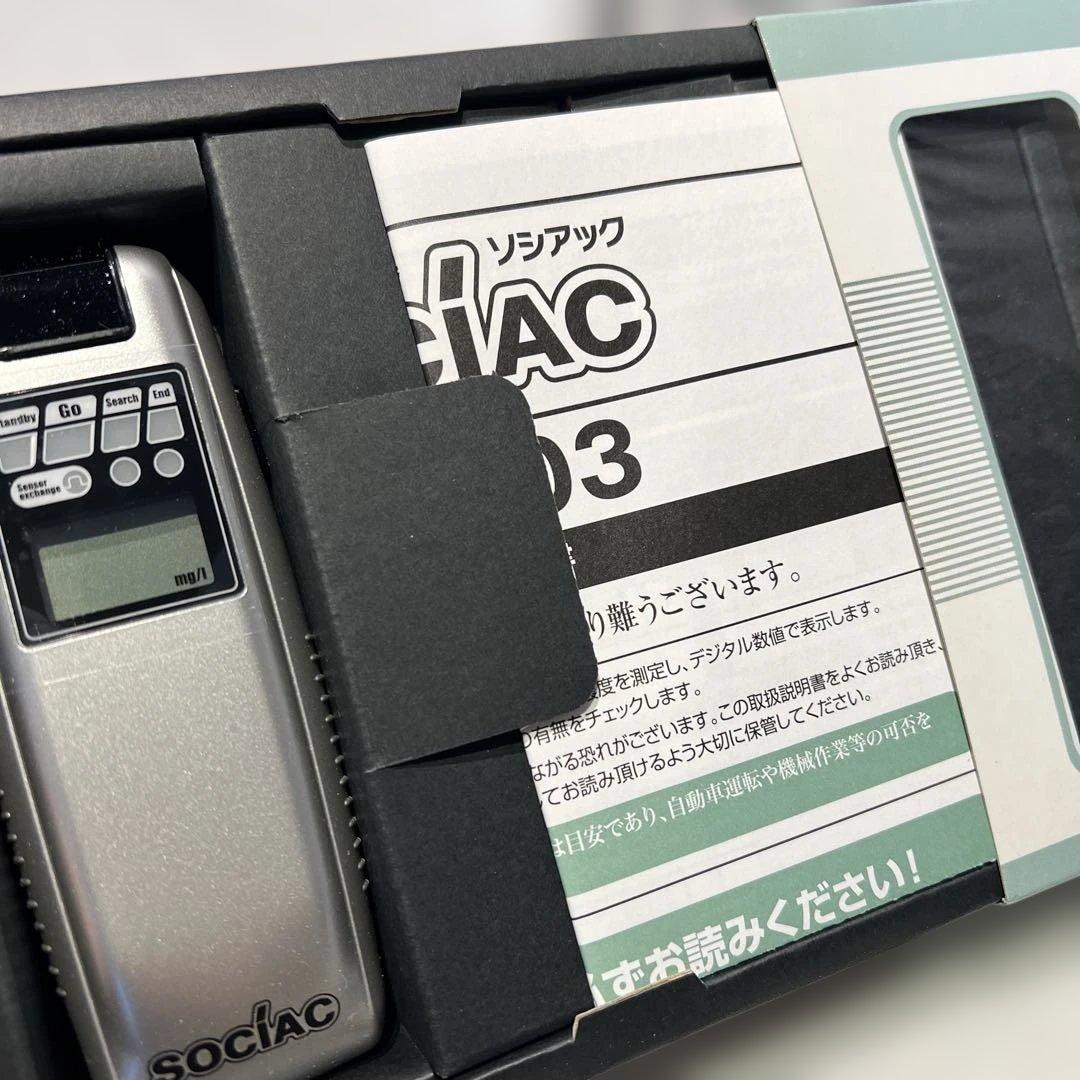 Standby
Go
Search
End
Sensor
exchange
mg/l
SOCIAC
ソシアック
CIAC
03
り難うございます。
度を測定し、デジタル数値で表示します。
有無をチェックします。
ながる恐れがございます。この取扱説明書をよくお読み頂き、
てお読み頂けるよう大切に保管してください。
は目安であり、自動車運転や機械作業等の可否を
必ずお読みください!